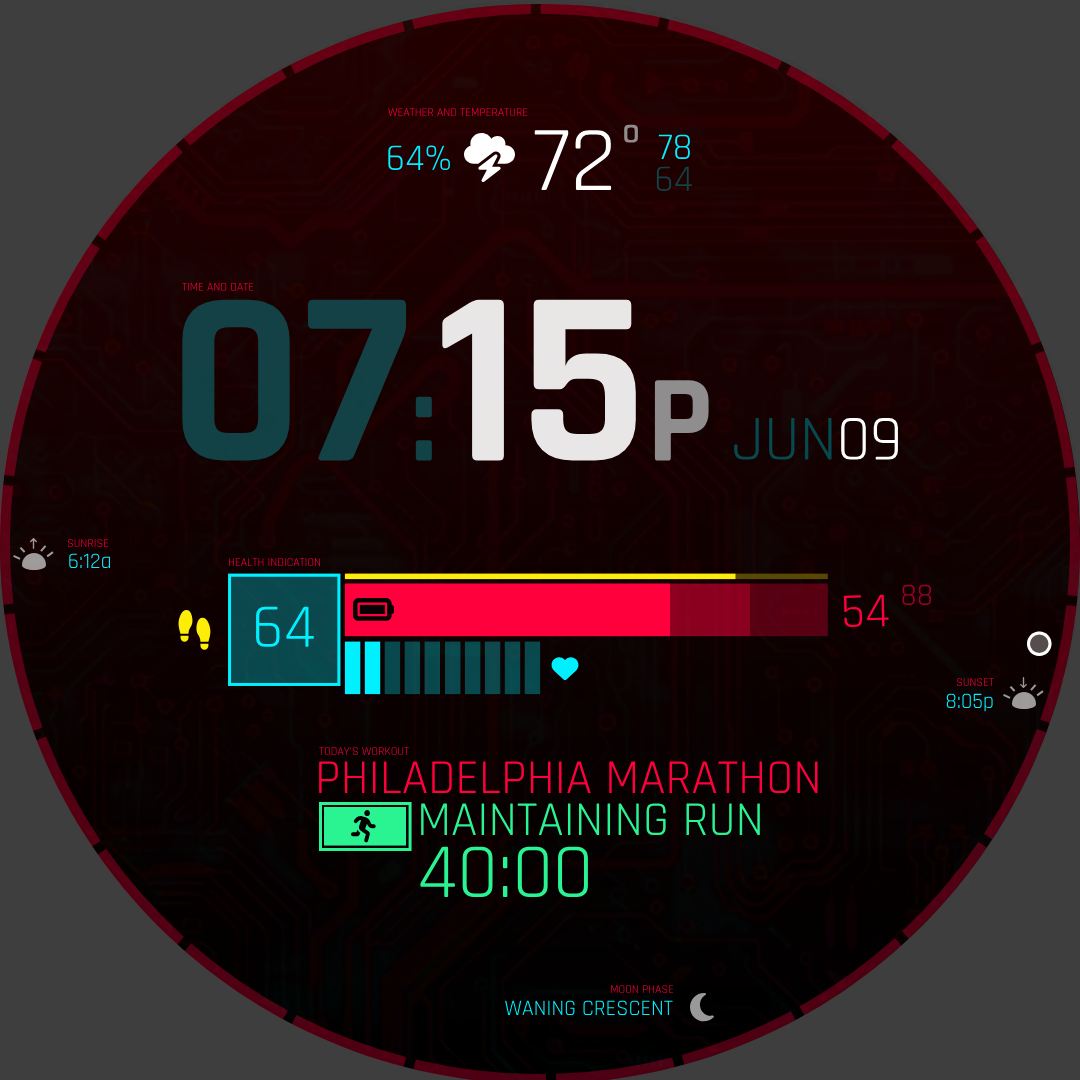 WEATHER AND TEMPERATURE
64% 72° 78
64
TIME AND DATE
07:15P JUN09
SUNRISE
6:12a
HEALTH INDICATION
64 54 88
SUNSET
8:05p
TODAY'S WORKOUT
PHILADELPHIA MARATHON
MAINTAINING RUN
40:00
MOON PHASE
WANING CRESCENT